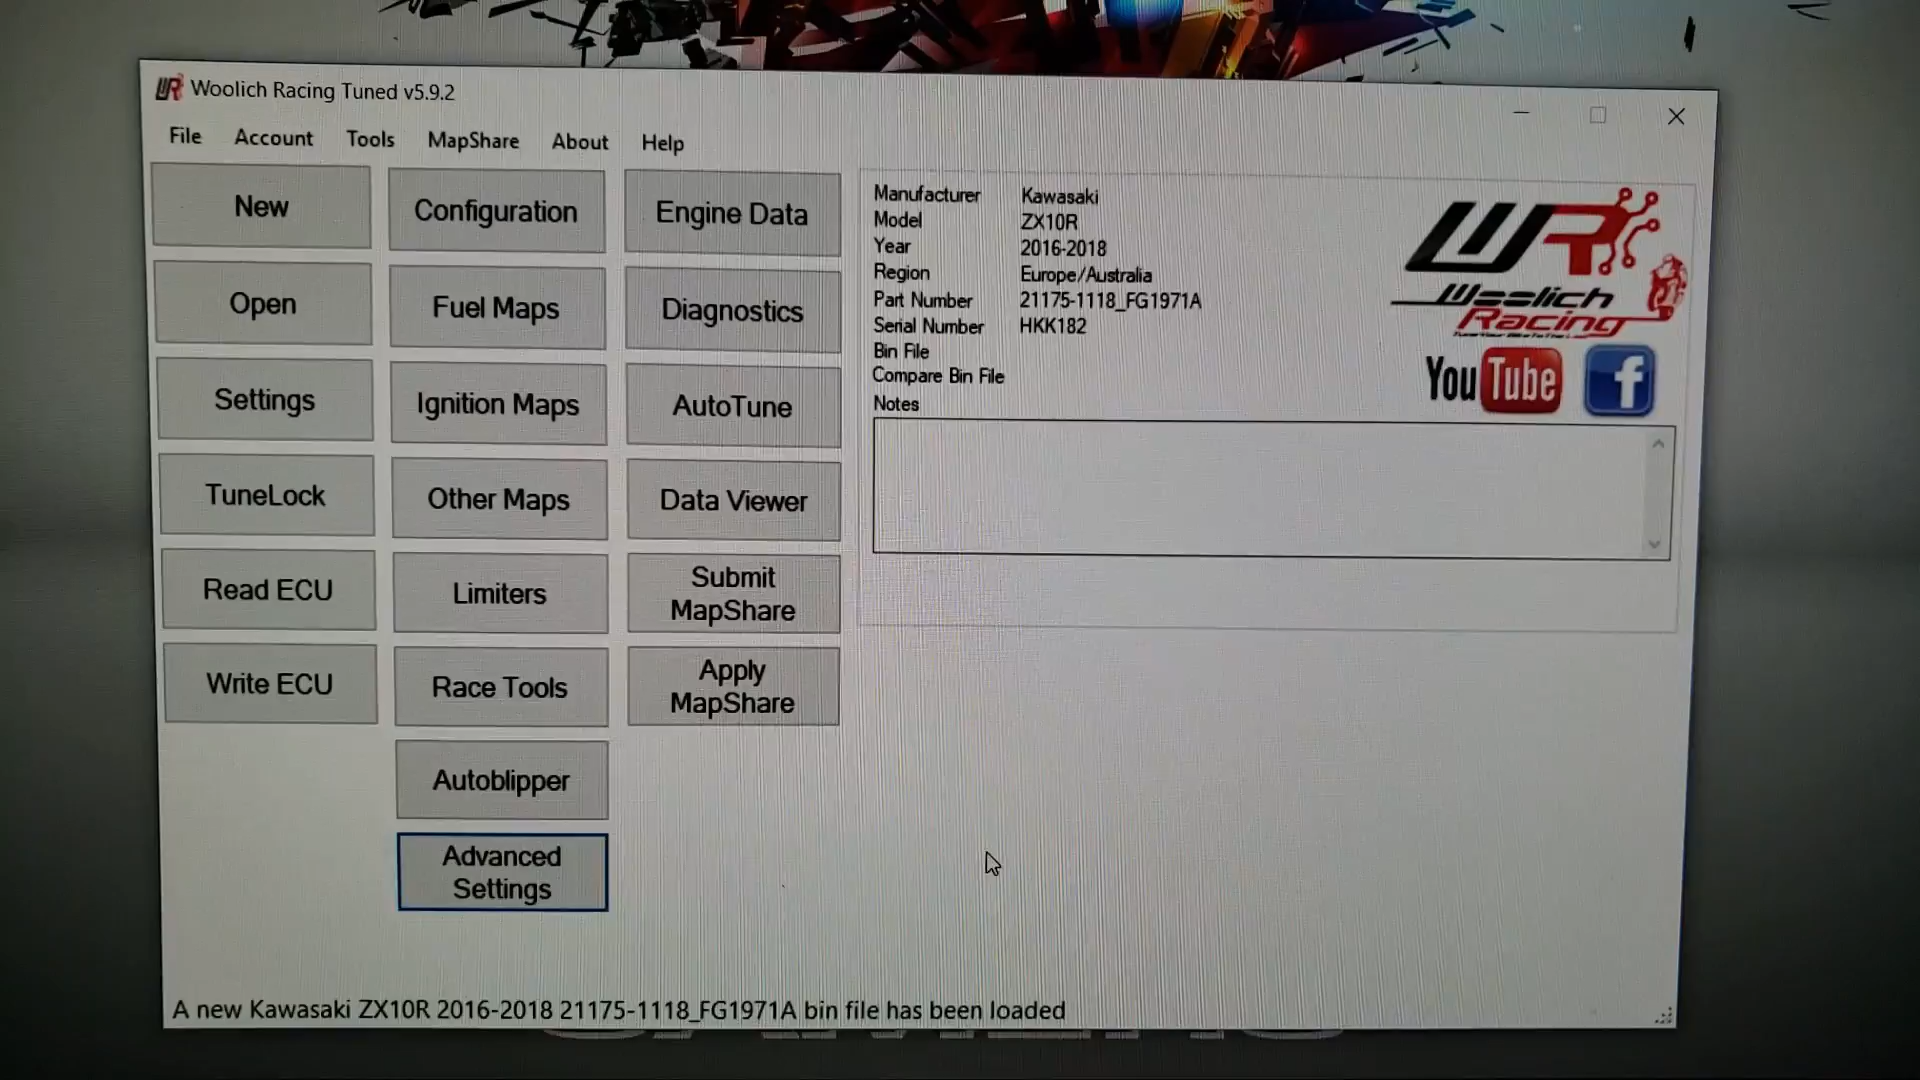 Woolich Racing Tuned v5.9.2
File Account Tools MapShare About Help
New
Open
Settings
TuneLock
Read ECU
Write ECU
Configuration
Fuel Maps
Ignition Maps
Other Maps
Limiters
Race Tools
Autoblipper
Advanced
Settings
Engine Data
Diagnostics
AutoTune
Data Viewer
Submit
MapShare
Apply
MapShare
Manufacturer Kawasaki
Model ZX10R
Year 2016-2018
Region Europe/Australia
Part Number 21175-1118_FG1971A
Serial Number HKK182
Bin File
Compare Bin File
Notes
WR
Woolich
Racing
You Tube
f
A new Kawasaki ZX10R 2016-2018 21175-1118_FG1971A bin file has been loaded